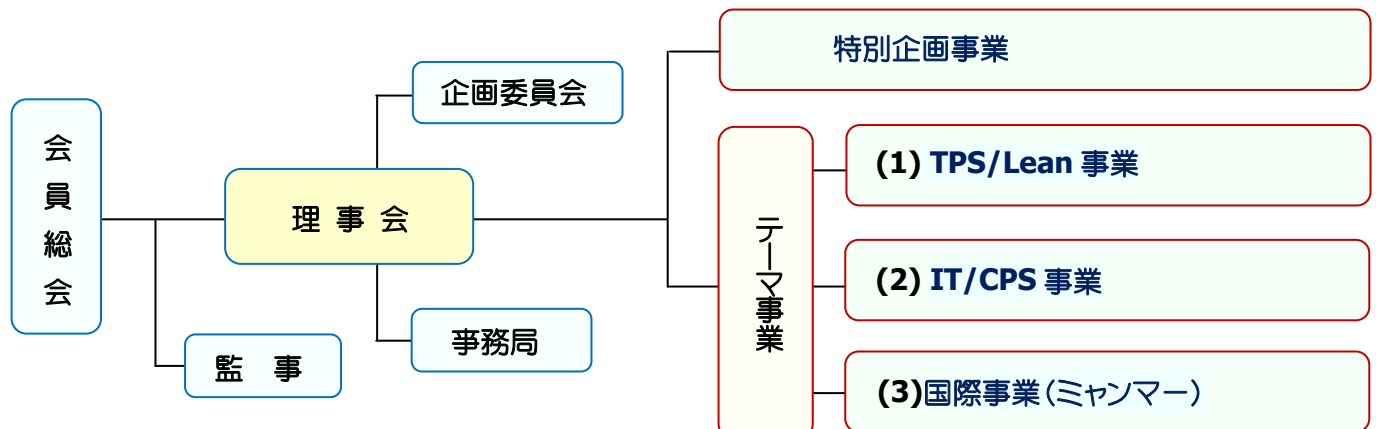 会員総会
監 事
理 事 会
企画委員会
事務局
特別企画事業
テーマ事業
(1) TPS/Lean 事業
(2) IT/CPS 事業
(3)国際事業(ミャンマー)